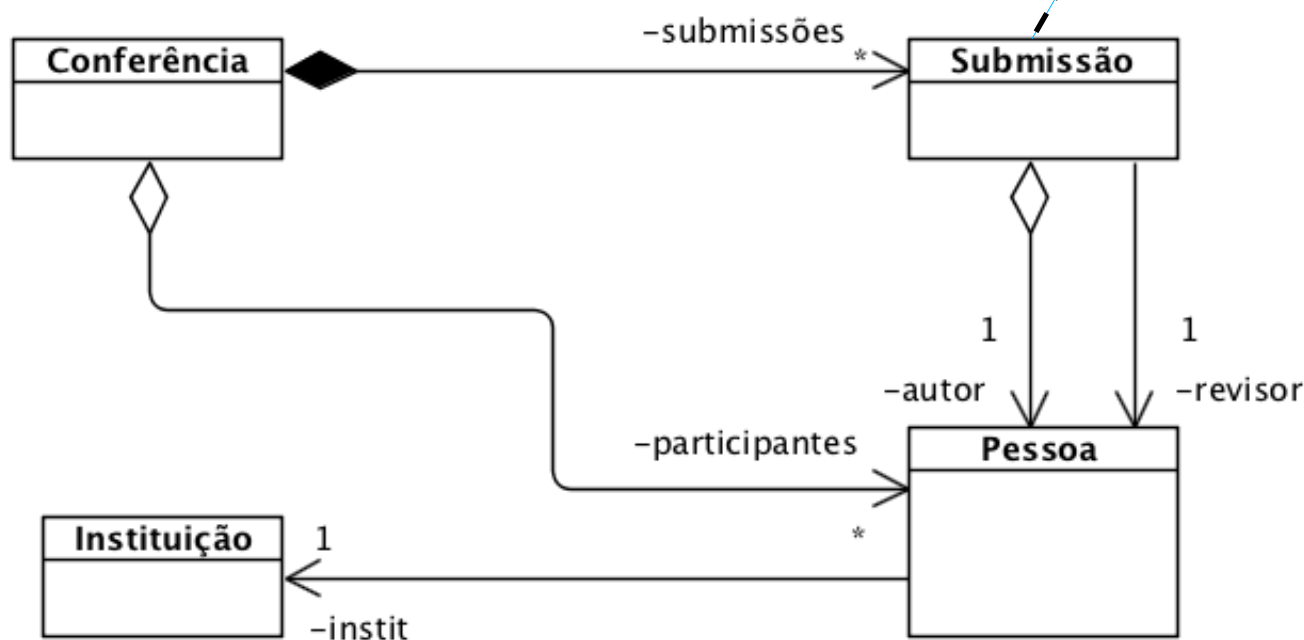 -submissões
Conferência
*
Submissão
1
1
-autor
-revisor
-participantes
Pessoa
*
Instituição
1
-instit